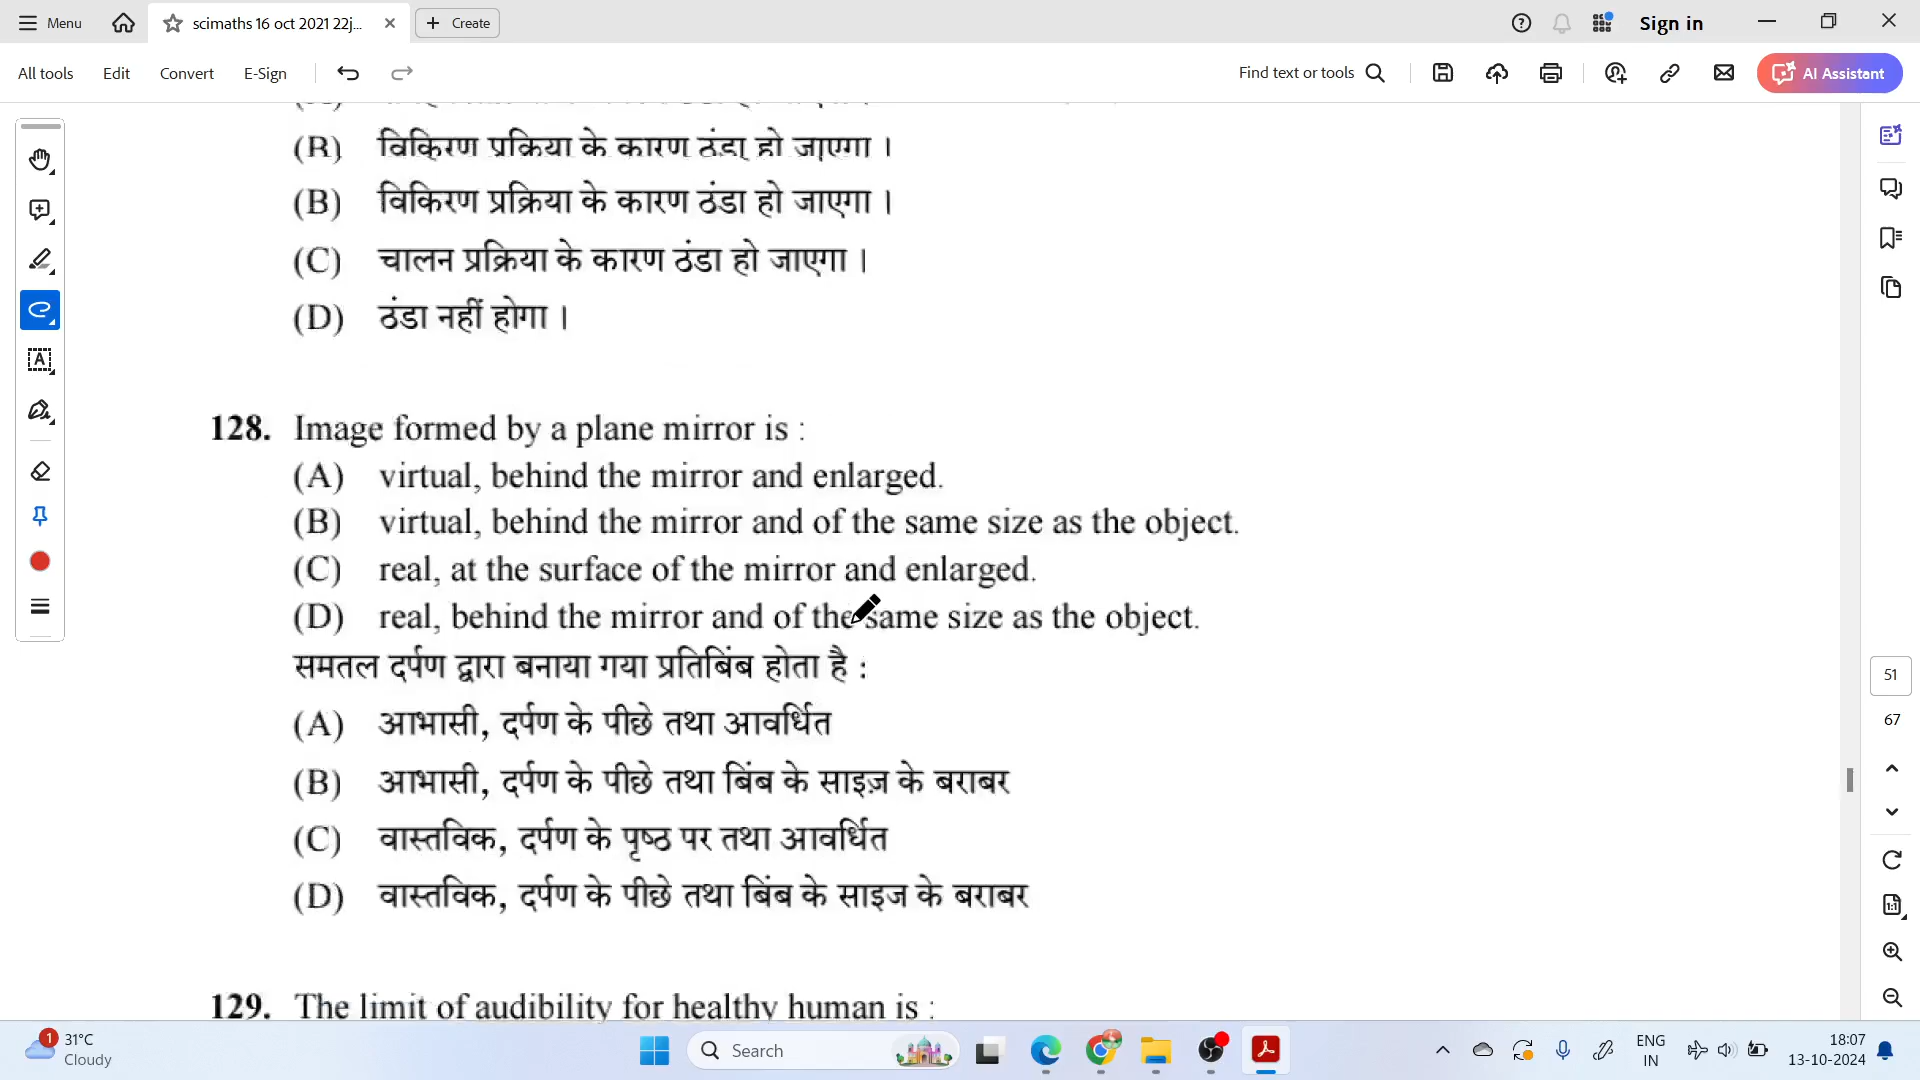 Menu
scimaths 16 oct 2021 22j...
Create
Sign in
All tools
Edit
Convert
E-Sign
Find text or tools
AI Assistant
(B) विकिरण प्रक्रिया के कारण ठंडा हो जाएगा ।
(B) विकिरण प्रक्रिया के कारण ठंडा हो जाएगा ।
(C) चालन प्रक्रिया के कारण ठंडा हो जाएगा ।
(D) ठंडा नहीं होगा ।
128. Image formed by a plane mirror is :
(A) virtual, behind the mirror and enlarged.
(B) virtual, behind the mirror and of the same size as the object.
(C) real, at the surface of the mirror and enlarged.
(D) real, behind the mirror and of the same size as the object.
समतल दर्पण द्वारा बनाया गया प्रतिबिंब होता है :
(A) आभासी, दर्पण के पीछे तथा आवर्धित
(B) आभासी, दर्पण के पीछे तथा बिंब के साइज़ के बराबर
(C) वास्तविक, दर्पण के पृष्ठ पर तथा आवर्धित
(D) वास्तविक, दर्पण के पीछे तथा बिंब के साइज के बराबर
129. The limit of audibility for healthy human is :
51
67
1
31°C
Cloudy
Search
ENG
IN
18:07
13-10-2024